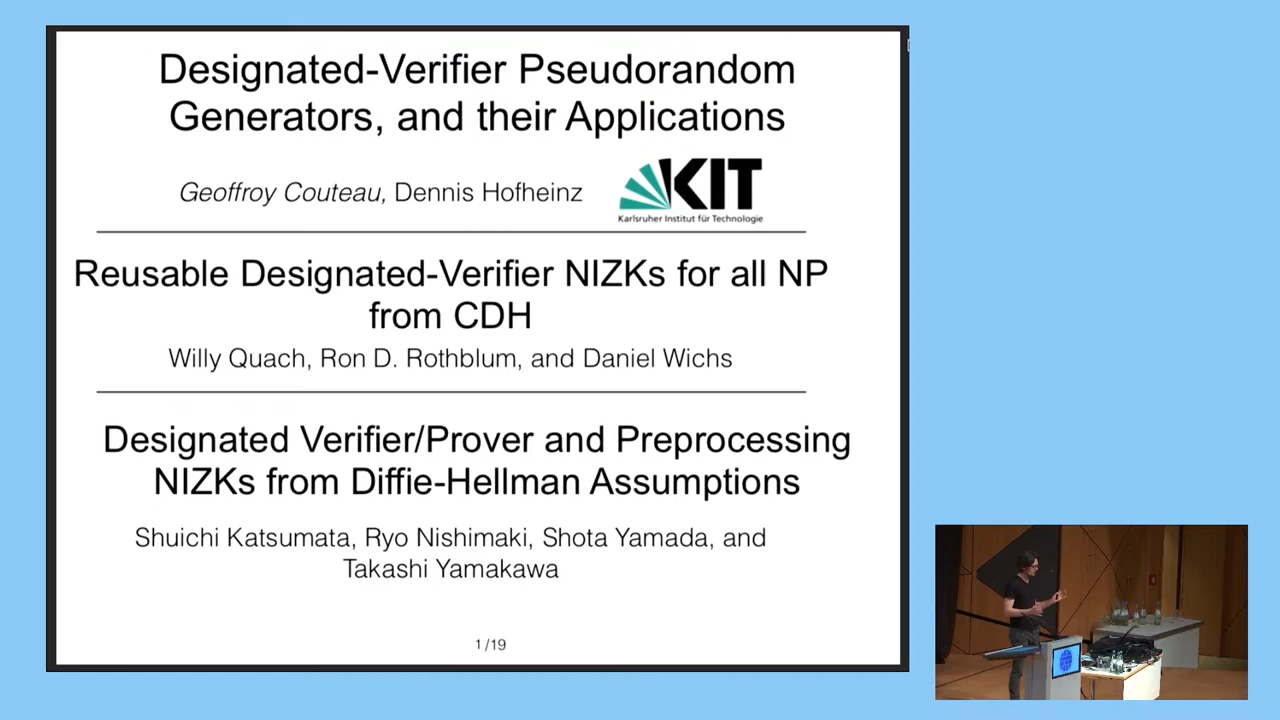 Designated-Verifier Pseudorandom
Generators, and their Applications
Geoffroy Couteau, Dennis Hofheinz
KIT
Karlsruher Institut für Technologie
Reusable Designated-Verifier NIZKs for all NP
from CDH
Willy Quach, Ron D. Rothblum, and Daniel Wichs
Designated Verifier/Prover and Preprocessing
NIZKs from Diffie-Hellman Assumptions
Shuichi Katsumata, Ryo Nishimaki, Shota Yamada, and
Takashi Yamakawa
1/19